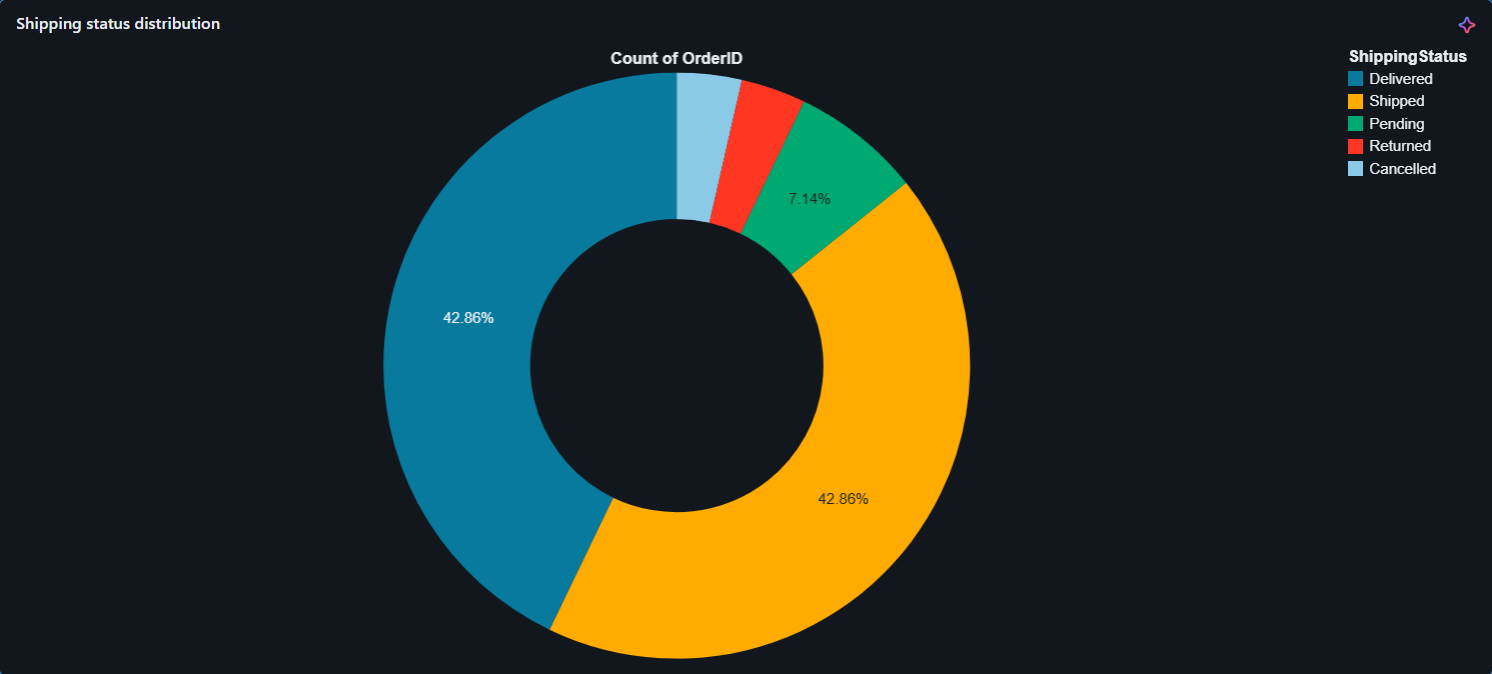 Shipping status distribution
Count of OrderID
ShippingStatus
Delivered
Shipped
Pending
Returned
Cancelled
7.14%
42.86%
42.86%